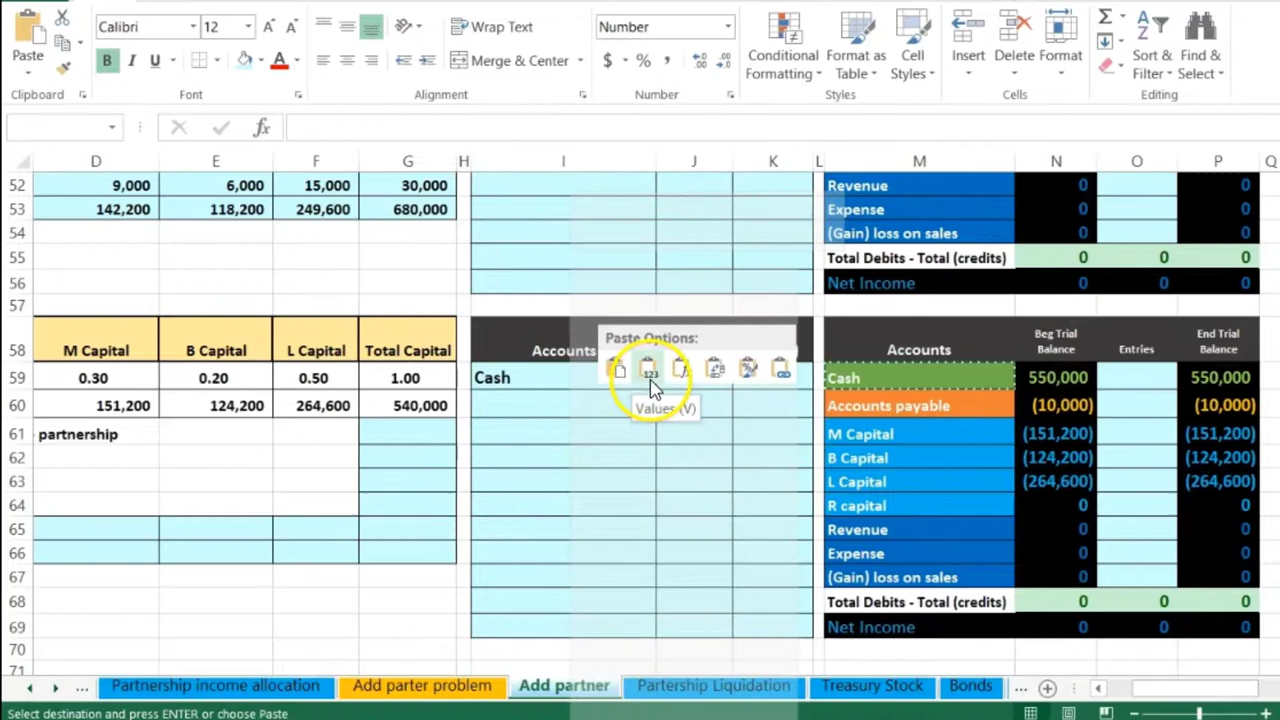 Calibri 12 Wrap Text Number
Paste B I U A Merge & Center $ % , Conditional Formatting Format as Table Cell Styles Insert Delete Format Sort & Filter Find & Select
Clipboard Font Alignment Number Styles Cells Editing
fx
D E F G H I J K L M N O P Q
52 9,000 6,000 15,000 30,000 Revenue 0 0
53 142,200 118,200 249,600 680,000 Expense 0 0
54 (Gain) loss on sales 0 0
55 Total Debits - Total (credits) 0 0 0
56 Net Income 0 0
57
58 M Capital B Capital L Capital Total Capital Accounts Paste Options: Accounts Beg Trial Balance Entries End Trial Balance
59 0.30 0.20 0.50 1.00 Cash 123 Cash 550,000 550,000
60 151,200 124,200 264,600 540,000 Values (V) Accounts payable (10,000) (10,000)
61 partnership M Capital (151,200) (151,200)
62 B Capital (124,200) (124,200)
63 L Capital (264,600) (264,600)
64 R capital 0 0
65 Revenue 0 0
66 Expense 0 0
67 (Gain) loss on sales 0 0
68 Total Debits - Total (credits) 0 0 0
69 Net Income 0 0
70
71
... Partnership income allocation Add parter problem Add partner Partership Liquidation Treasury Stock Bonds ...
Select destination and press ENTER or choose Paste